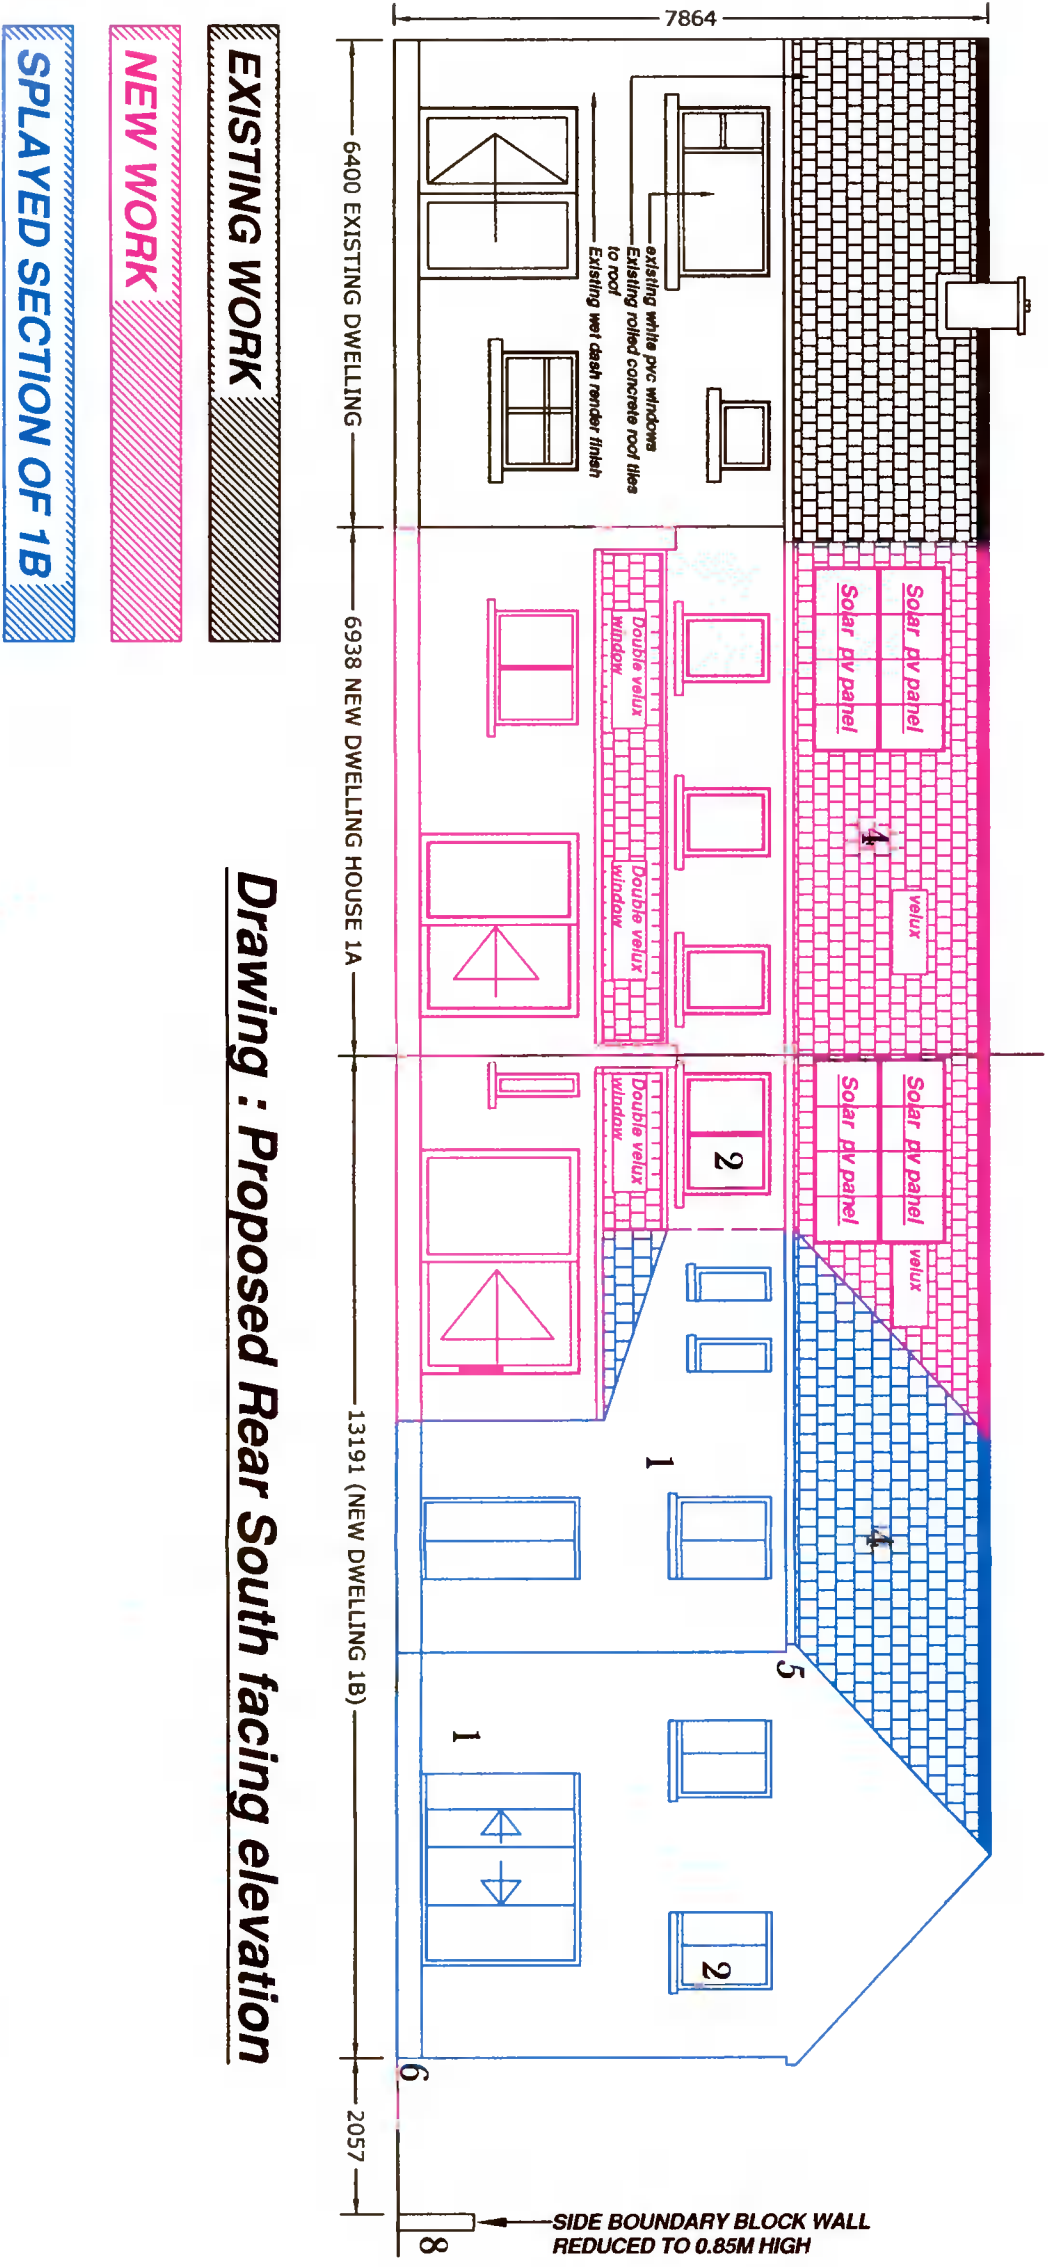 7864
existing white pvc windows
Existing rolled concrete roof tiles
to roof
Existing wet dash render finish
Solar pv panel
Solar pv panel
4
velux
Double velux
window
Double velux
window
Solar pv panel
Solar pv panel
velux
2
Double velux
window
4
1
5
1
2
6
8
SIDE BOUNDARY BLOCK WALL
REDUCED TO 0.85M HIGH
6400 EXISTING DWELLING
6938 NEW DWELLING HOUSE 1A
13191 (NEW DWELLING 1B)
2057
Drawing : Proposed Rear South facing elevation
EXISTING WORK
NEW WORK
SPLAYED SECTION OF 1B